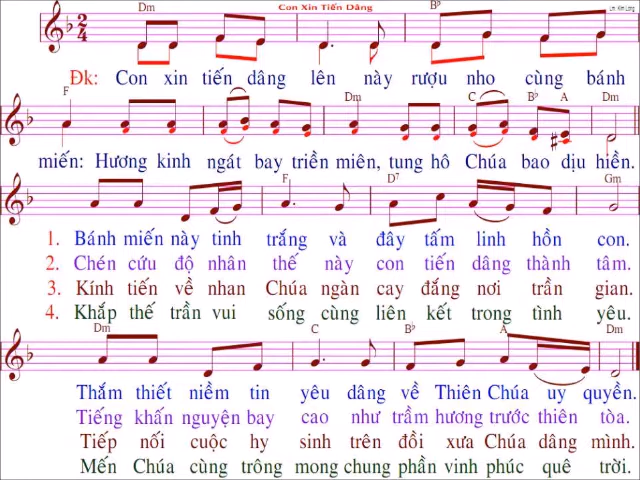 Con Xin Tiến Dâng
Lm. Kim Long
Dm B♭
2
4
Đk: Con xin tiến dâng lên này rượu nho cùng bánh
F Dm C B♭ A Dm
miến: Hương kinh ngát bay triền miên, tung hô Chúa bao dịu hiền.
F D7 Gm
1. Bánh miến này tinh trắng và đây tấm linh hồn con.
2. Chén cứu độ nhân thế này con tiến dâng thành tâm.
3. Kính tiến về nhan Chúa ngàn cay đắng nơi trần gian.
4. Khắp thế trần vui sống cùng liên kết trong tình yêu.
Dm C B♭ A Dm
Thắm thiết niềm tin yêu dâng về Thiên Chúa uy quyền.
Tiếng khấn nguyện bay cao như trầm hương trước thiên tòa.
Tiếp nối cuộc hy sinh trên đồi xưa Chúa dâng mình.
Mến Chúa cùng trông mong chung phần vinh phúc quê trời.